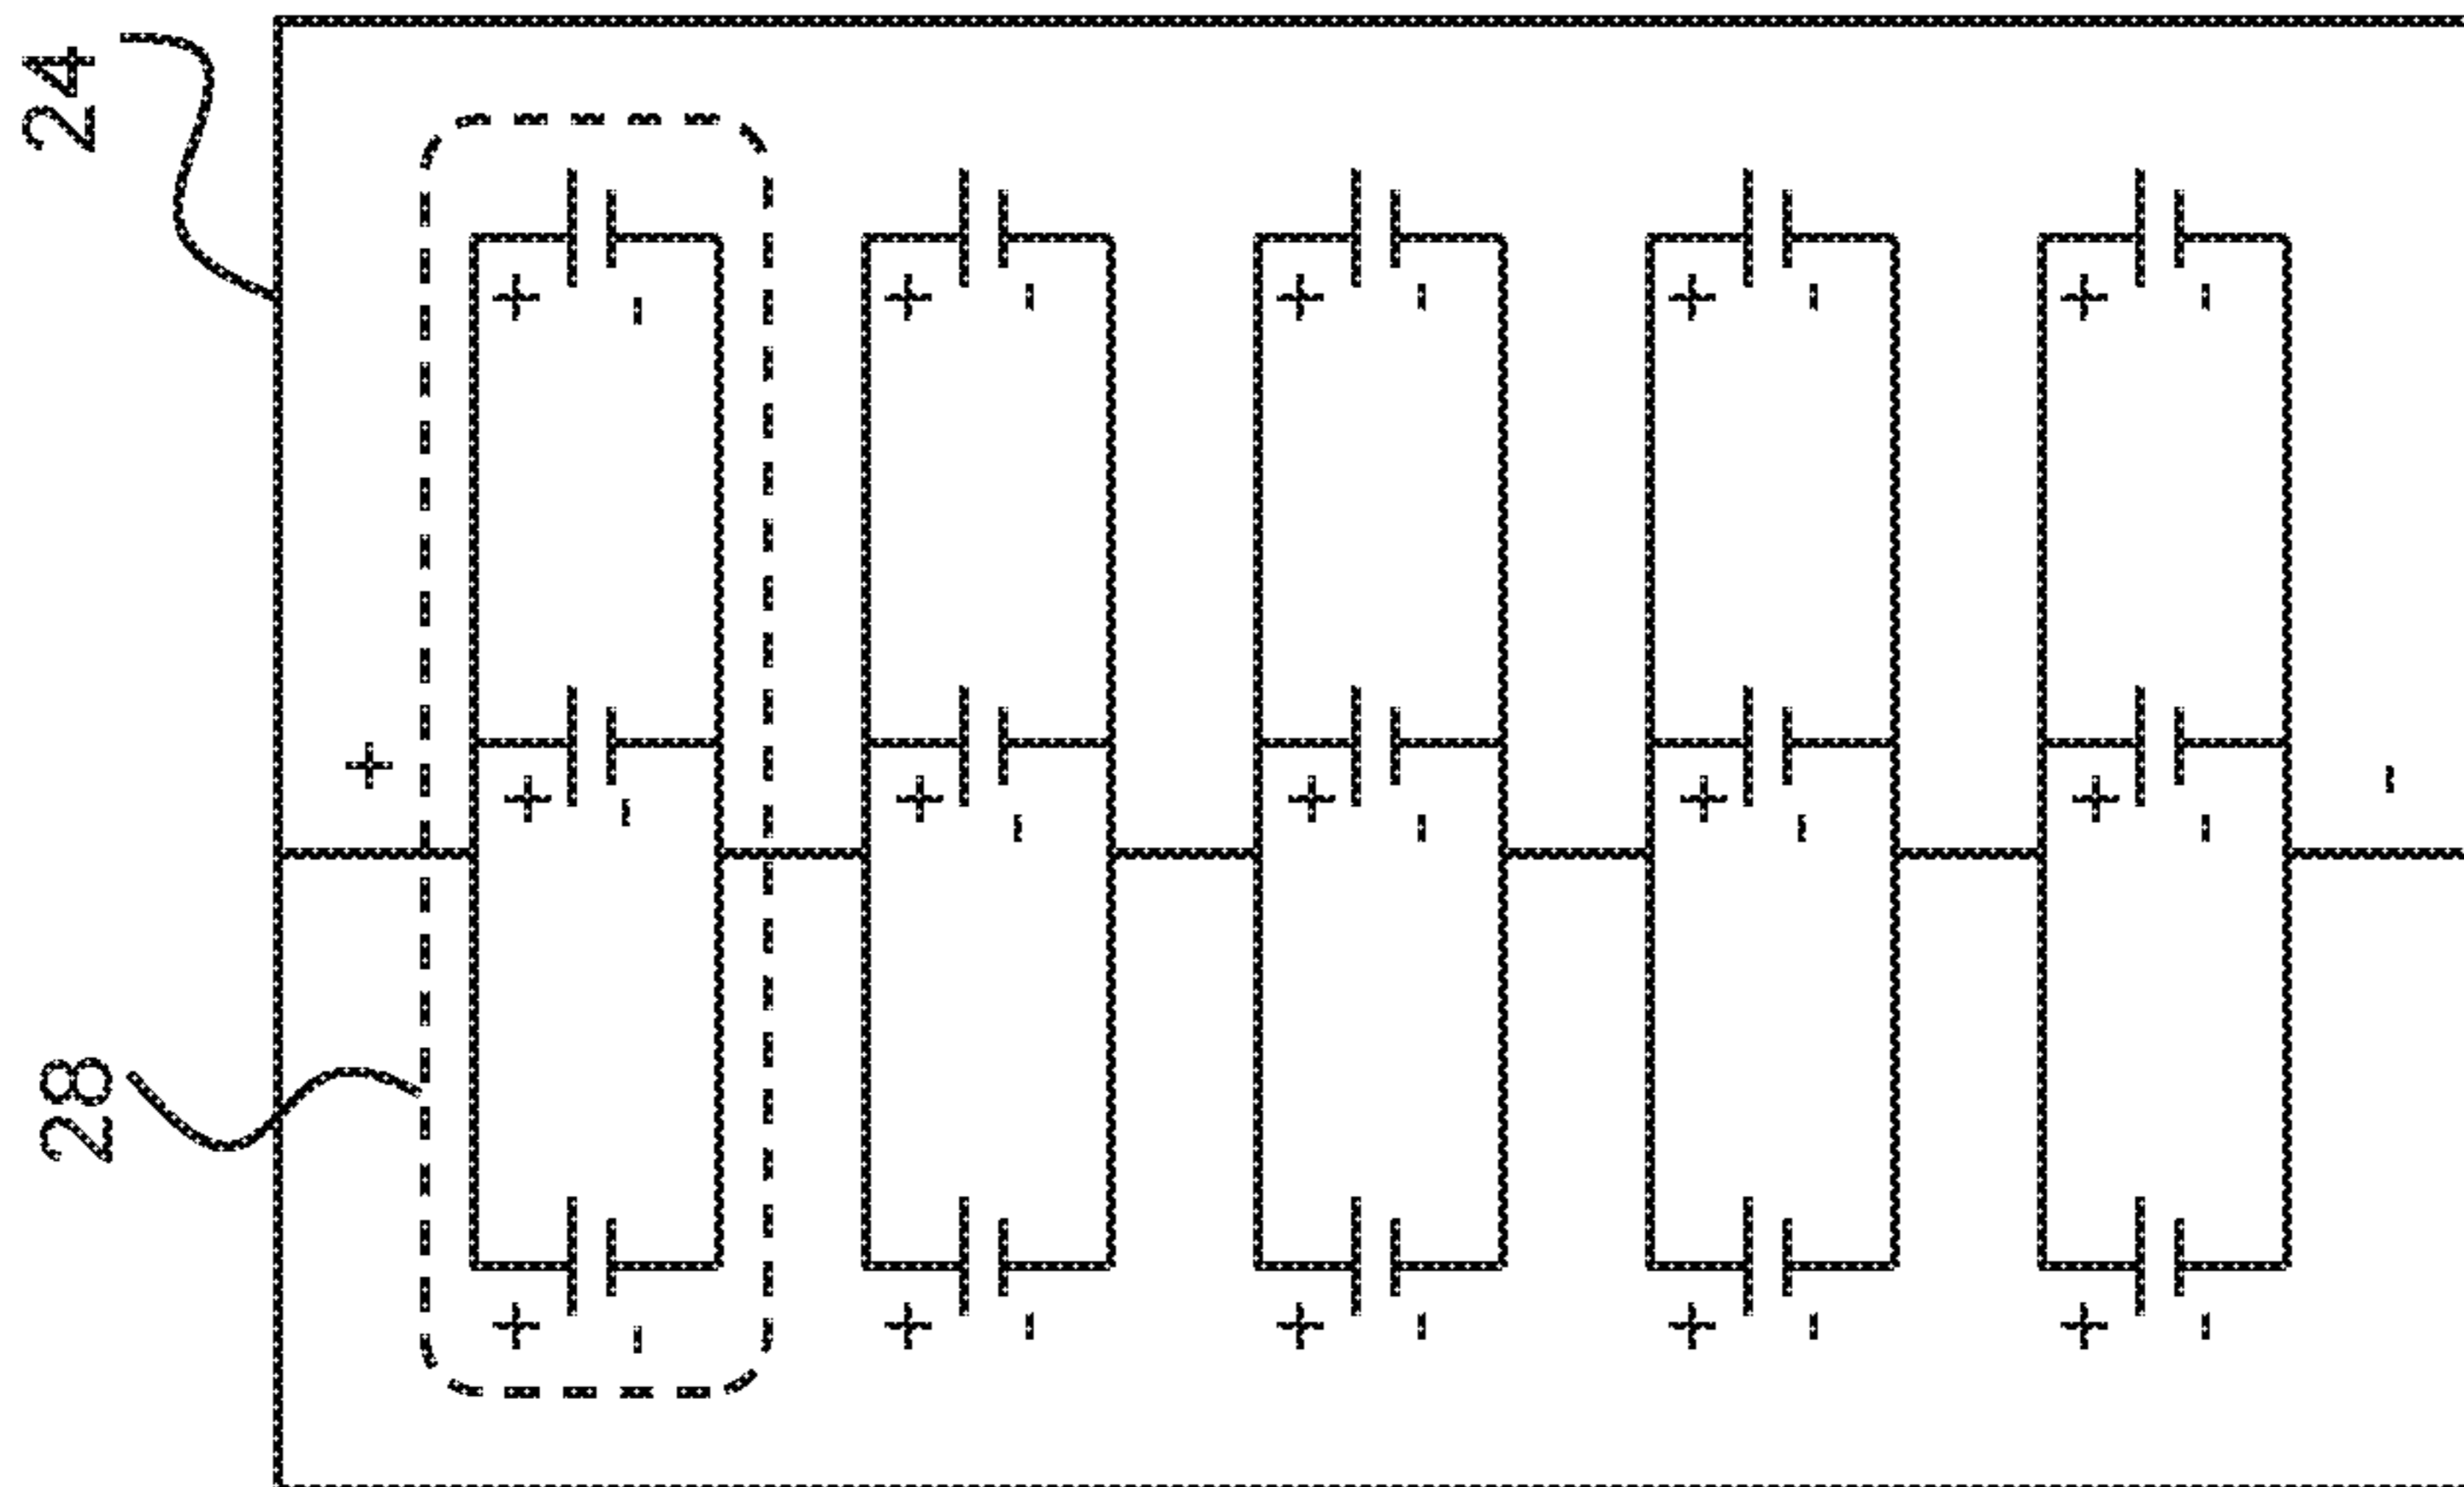 24
28
+
-
+ - + - + - + - + -
+ - + - + - + - + -
+ - + - + - + - + -